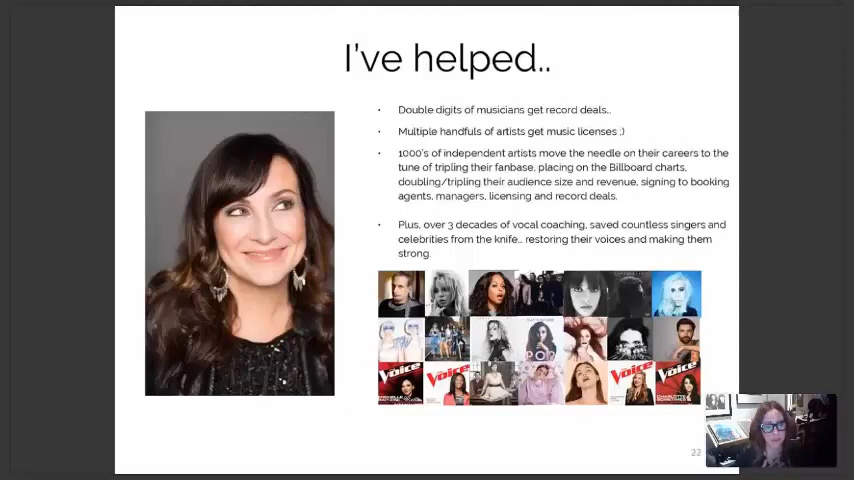 I've helped..
• Double digits of musicians get record deals...
• Multiple handfuls of artists get music licenses ;)
• 1000's of independent artists move the needle on their careers to the
tune of tripling their fanbase, placing on the Billboard charts,
doubling/tripling their audience size and revenue, signing to booking
agents, managers, licensing and record deals.
• Plus, over 3 decades of vocal coaching, saved countless singers and
celebrities from the knife... restoring their voices and making them
strong.
POP
Voice
Voice
Voice
Voice
22